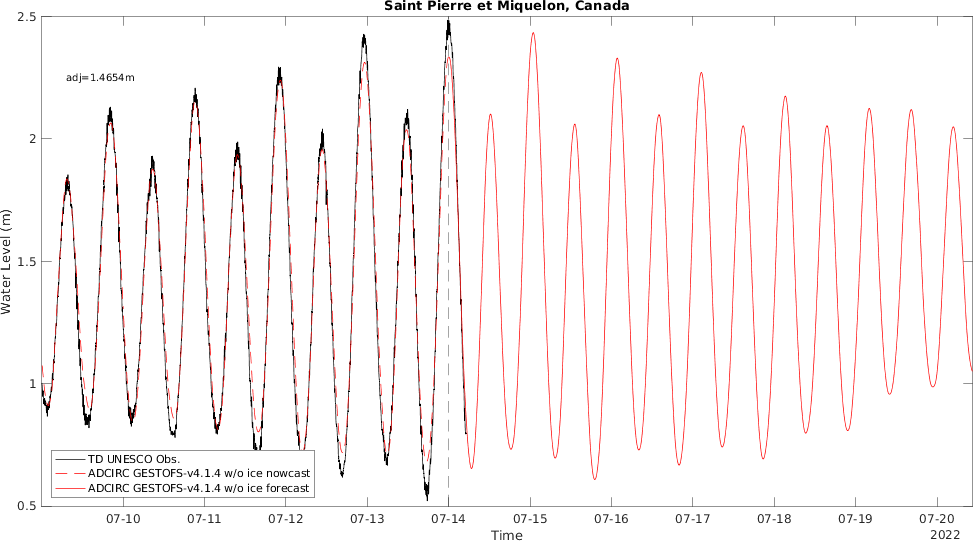 Saint Pierre et Miquelon, Canada
2.5
adj=1.4654m
2
1.5
1
0.5
Water Level (m)
TD UNESCO Obs.
ADCIRC GESTOFS-v4.1.4 w/o ice nowcast
ADCIRC GESTOFS-v4.1.4 w/o ice forecast
07-10 07-11 07-12 07-13 07-14 07-15 07-16 07-17 07-18 07-19 07-20
Time
2022